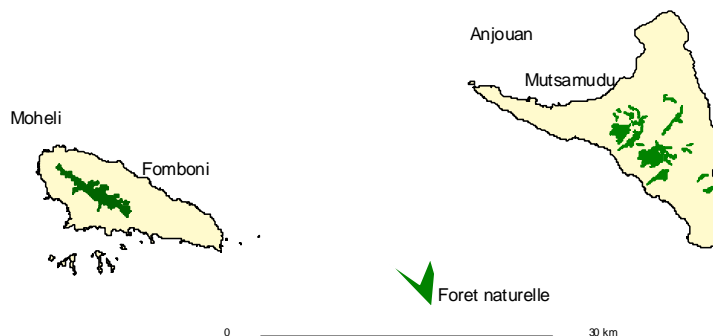 Anjouan
Mutsamudu
Moheli
Fomboni
Foret naturelle
0 30 km